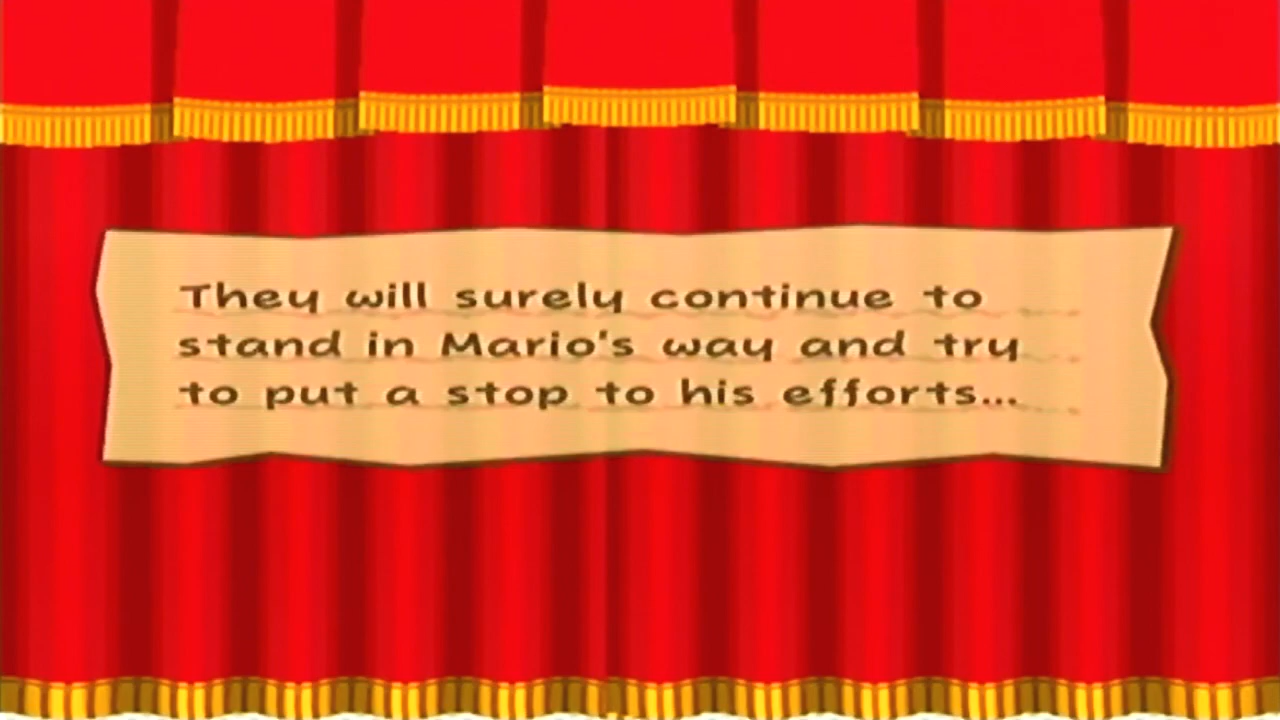 They will surely continue to
stand in Mario's way and try
to put a stop to his efforts...